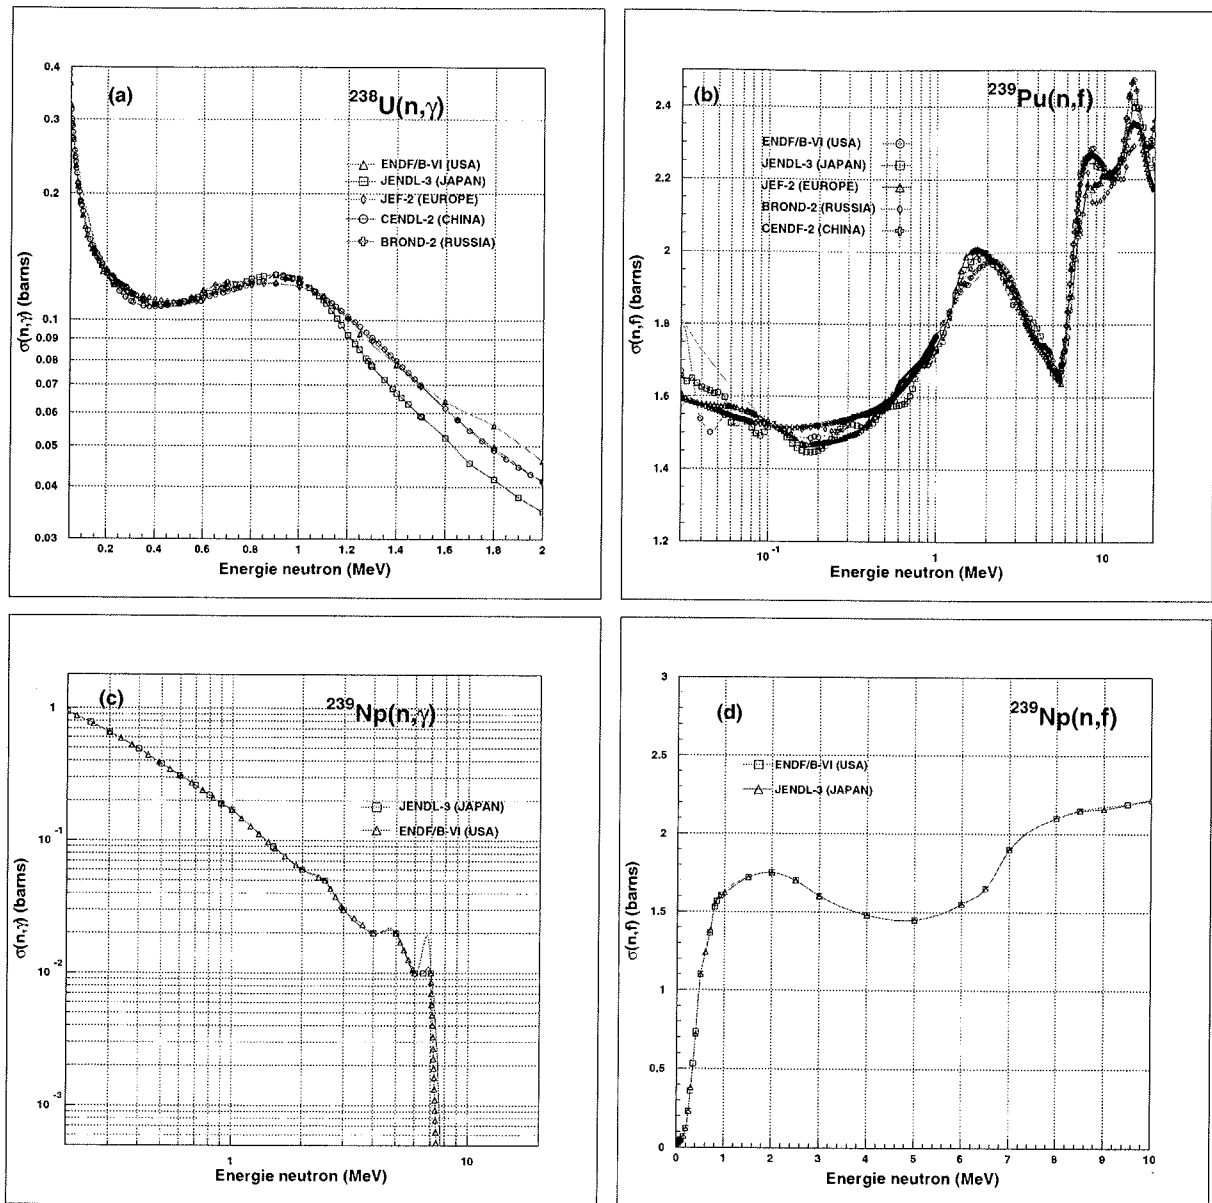 (a)
²³⁸U(n,γ)
ENDF/B-VI (USA)
JENDL-3 (JAPAN)
JEF-2 (EUROPE)
CENDL-2 (CHINA)
BROND-2 (RUSSIA)
σ(n,γ) (barns)
0.4
0.3
0.2
0.1
0.09
0.08
0.07
0.06
0.05
0.04
0.03
0.2 0.4 0.6 0.8 1 1.2 1.4 1.6 1.8 2
Energie neutron (MeV)
(b)
²³⁹Pu(n,f)
ENDF/B-VI (USA)
JENDL-3 (JAPAN)
JEF-2 (EUROPE)
BROND-2 (RUSSIA)
CENDF-2 (CHINA)
σ(n,f) (barns)
2.4
2.2
2
1.8
1.6
1.4
1.2
10⁻¹ 1 10
Energie neutron (MeV)
(c)
²³⁹Np(n,γ)
JENDL-3 (JAPAN)
ENDF/B-VI (USA)
σ(n,γ) (barns)
1
10⁻¹
10⁻²
10⁻³
1 10
Energie neutron (MeV)
(d)
²³⁹Np(n,f)
ENDF/B-VI (USA)
JENDL-3 (JAPAN)
σ(n,f) (barns)
3
2.5
2
1.5
1
0.5
0
0 1 2 3 4 5 6 7 8 9 10
Energie neutron (MeV)